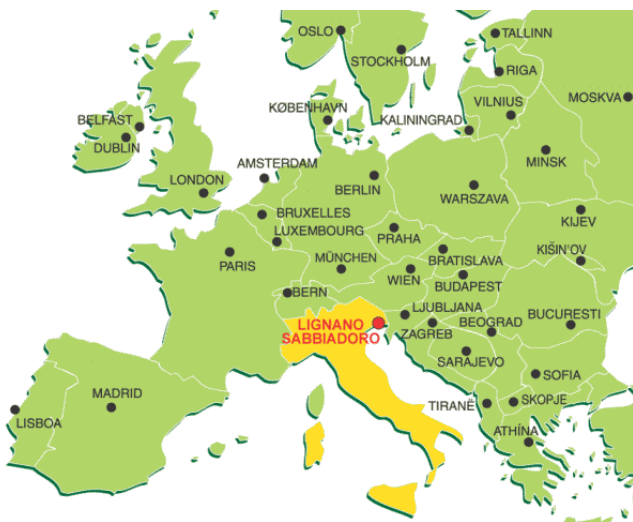 OSLO
TALLINN
STOCKHOLM
RIGA
KØBENHAVN
VILNIUS
MOSKVA
BELFAST
KALININGRAD
DUBLIN
MINSK
AMSTERDAM
LONDON
BERLIN
WARSZAVA
BRUXELLES
KIJEV
LUXEMBOURG
PRAHA
PARIS
MÜNCHEN
BRATISLAVA
KIŠIN'OV
WIEN
BUDAPEST
BERN
LJUBLJANA
BUCURESTI
LIGNANO
SABBIADORO
ZAGREB
BEOGRAD
SARAJEVO
SOFIA
MADRID
TIRANË
SKOPJE
LISBOA
ATHÍNA